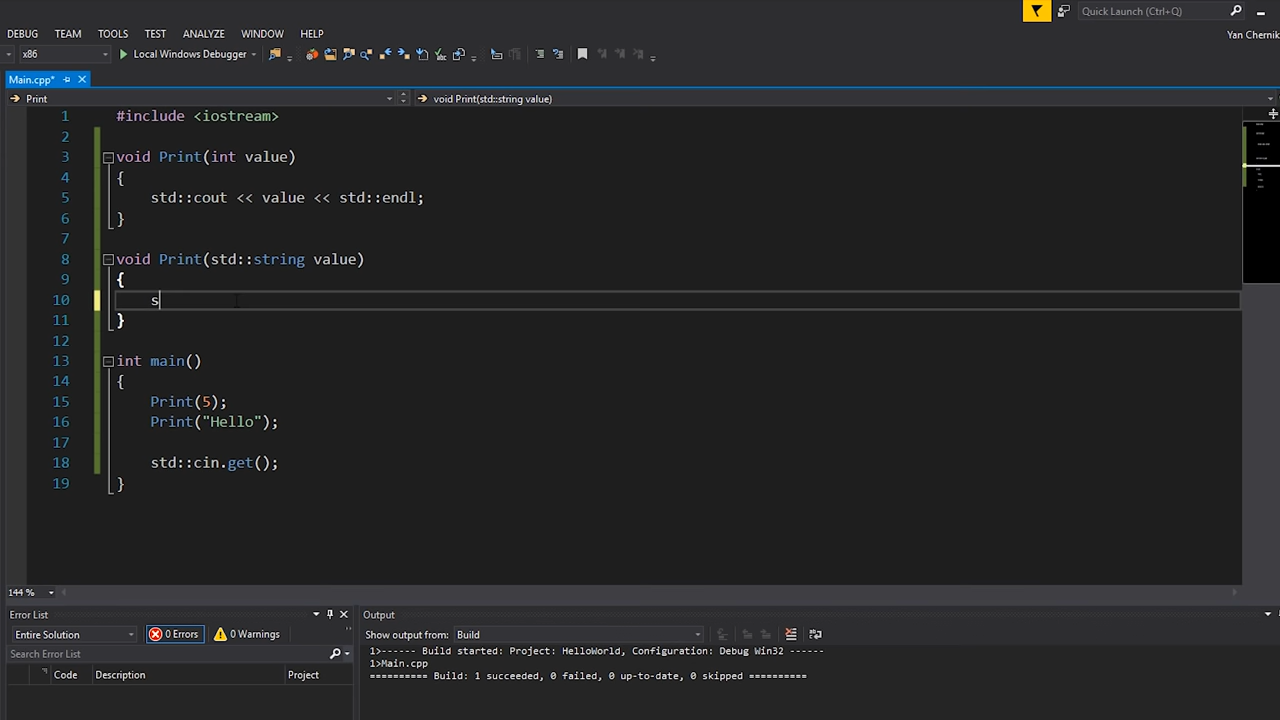 Quick Launch (Ctrl+Q)
DEBUG TEAM TOOLS TEST ANALYZE WINDOW HELP
Yan Chernik
x86 Local Windows Debugger
Main.cpp*
Print void Print(std::string value)
1 #include <iostream>
2
3 void Print(int value)
4 {
5 std::cout << value << std::endl;
6 }
7
8 void Print(std::string value)
9 {
10 s
11 }
12
13 int main()
14 {
15 Print(5);
16 Print("Hello");
17
18 std::cin.get();
19 }
144 %
Error List
Entire Solution 0 Errors 0 Warnings
Search Error List
Code Description Project
Output
Show output from: Build
1>------ Build started: Project: HelloWorld, Configuration: Debug Win32 ------
1>Main.cpp
========== Build: 1 succeeded, 0 failed, 0 up-to-date, 0 skipped ==========